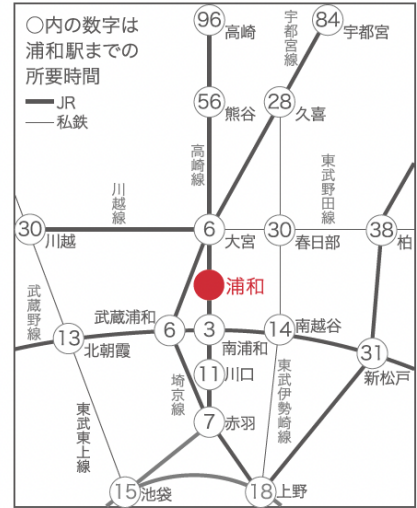 ○内の数字は
浦和駅までの
所要時間
JR
私鉄
96
高崎
宇都宮線
84
宇都宮
56
熊谷
28
久喜
高崎線
川越線
東武野田線
30
川越
6
大宮
30
春日部
38
柏
浦和
武蔵野線
13
北朝霞
武蔵浦和
6
3
南浦和
14
南越谷
31
新松戸
11
川口
埼京線
東武伊勢崎線
東武東上線
7
赤羽
15
池袋
18
上野